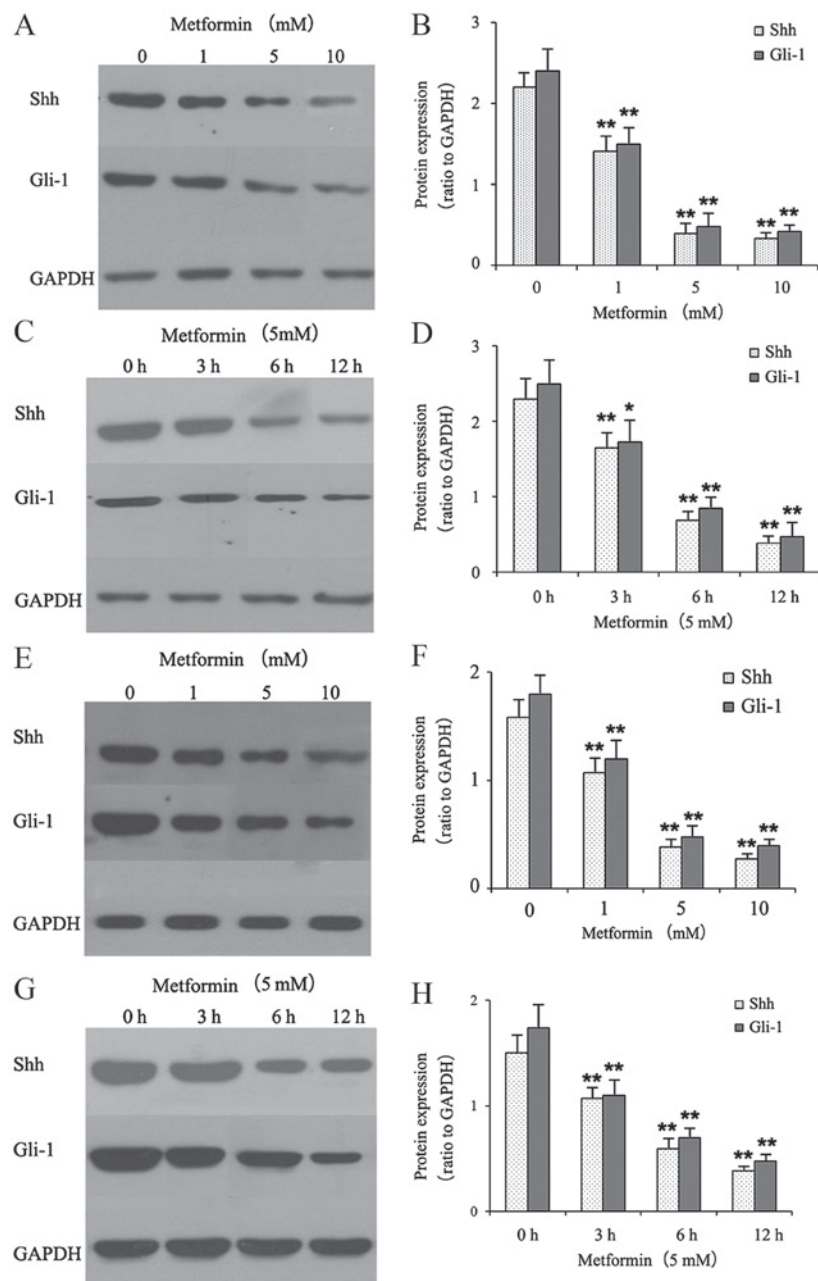 A
Metformin (mM)
0 1 5 10
Shh
Gli-1
GAPDH
B
Protein expression
(ratio to GAPDH)
3
2
1
0
Shh
Gli-1
** **
** **
** **
0 1 5 10
Metformin (mM)
C
Metformin (5mM)
0 h 3 h 6 h 12 h
Shh
Gli-1
GAPDH
D
Protein expression
(ratio to GAPDH)
3
2
1
0
Shh
Gli-1
** *
** **
** **
0 h 3 h 6 h 12 h
Metformin (5 mM)
E
Metformin (mM)
0 1 5 10
Shh
Gli-1
GAPDH
F
Protein expression
(ratio to GAPDH)
2
1
0
Shh
Gli-1
** **
** **
** **
0 1 5 10
Metformin (mM)
G
Metformin (5 mM)
0 h 3 h 6 h 12 h
Shh
Gli-1
GAPDH
H
Protein expression
(ratio to GAPDH)
2
1
0
Shh
Gli-1
** **
** **
** **
0 h 3 h 6 h 12 h
Metformin (5 mM)